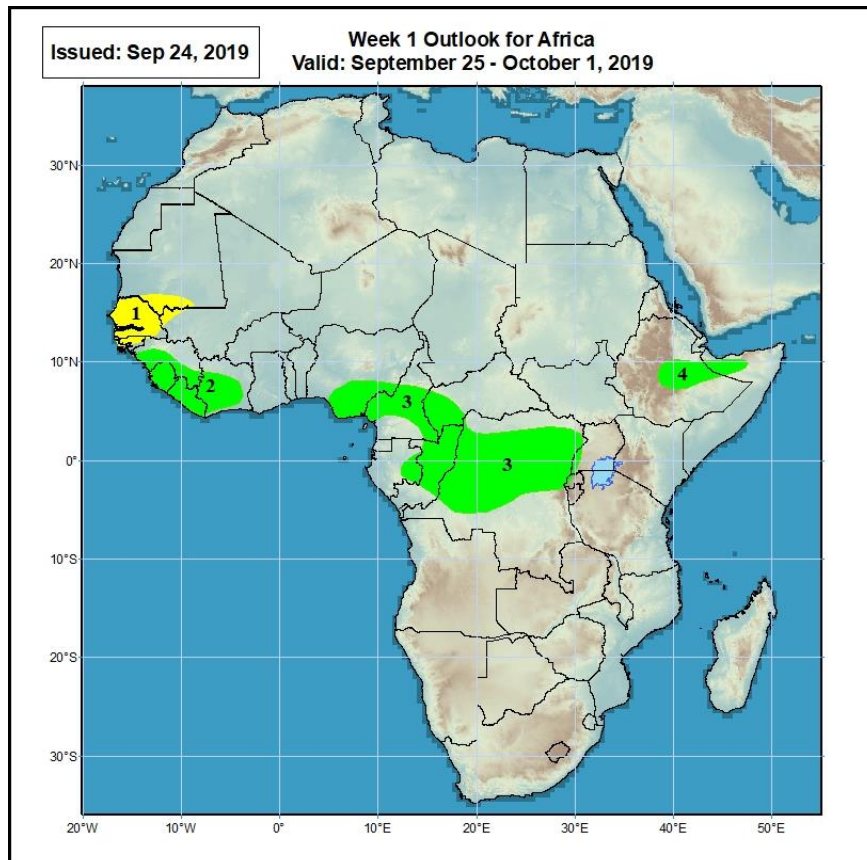 Issued: Sep 24, 2019
Week 1 Outlook for Africa
Valid: September 25 - October 1, 2019
30°N
20°N
1
10°N
2
3
4
3
0°
10°S
20°S
30°S
20°W
10°W
0°
10°E
20°E
30°E
40°E
50°E